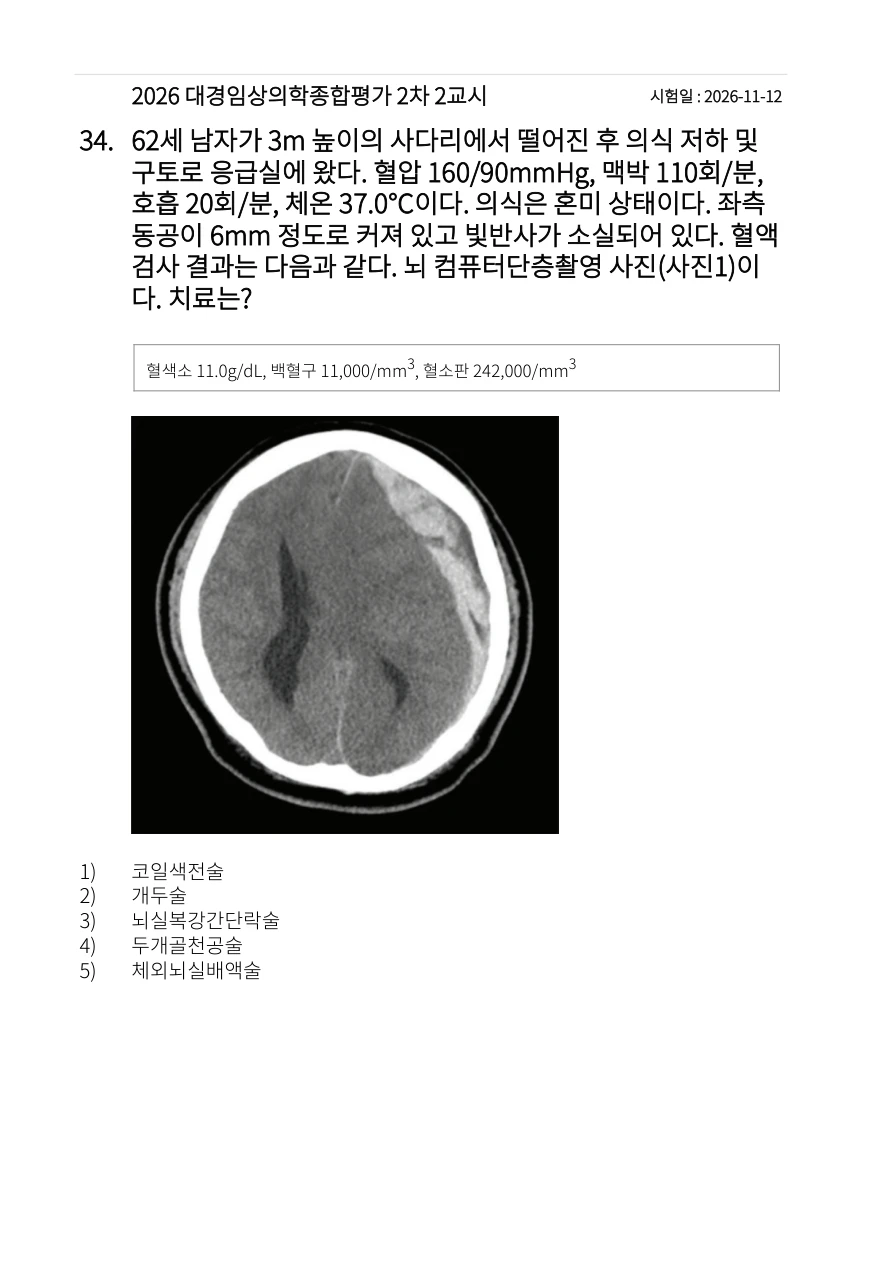 2026 대경임상의학종합평가 2차 2교시
시험일 : 2026-11-12
34. 62세 남자가 3m 높이의 사다리에서 떨어진 후 의식 저하 및
구토로 응급실에 왔다. 혈압 160/90mmHg, 맥박 110회/분,
호흡 20회/분, 체온 37.0℃이다. 의식은 혼미 상태이다. 좌측
동공이 6mm 정도로 커져 있고 빛반사가 소실되어 있다. 혈액
검사 결과는 다음과 같다. 뇌 컴퓨터단층촬영 사진(사진1)이
다. 치료는?
혈색소 11.0g/dL, 백혈구 11,000/mm³, 혈소판 242,000/mm³
1) 코일색전술
2) 개두술
3) 뇌실복강간단락술
4) 두개골천공술
5) 체외뇌실배액술